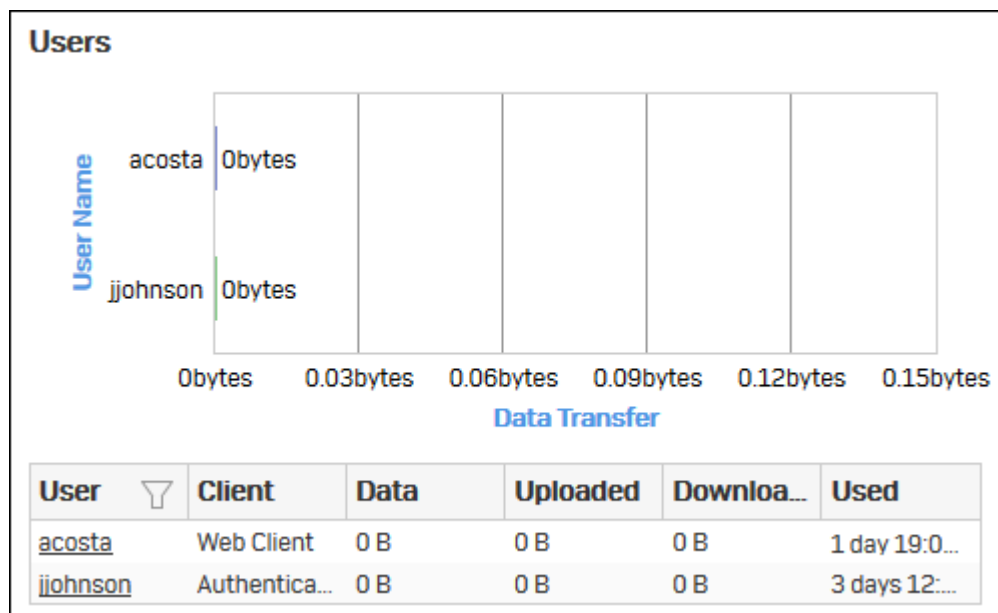 Users
User Name
acosta 0bytes
jjohnson 0bytes
0bytes 0.03bytes 0.06bytes 0.09bytes 0.12bytes 0.15bytes
Data Transfer
User Client Data Uploaded Downloa... Used
acosta Web Client 0 B 0 B 0 B 1 day 19:0...
jjohnson Authentica... 0 B 0 B 0 B 3 days 12:...